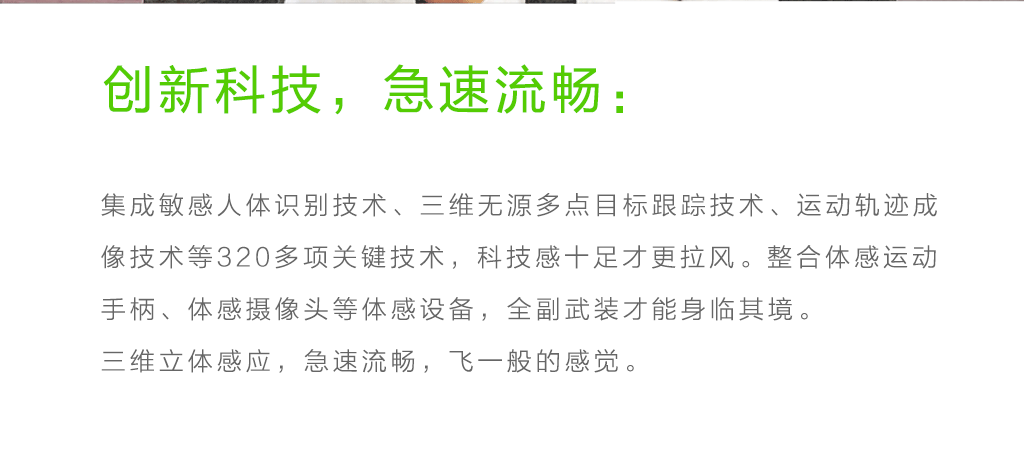 创新科技，急速流畅：
集成敏感人体识别技术、三维无源多点目标跟踪技术、运动轨迹成
像技术等320多项关键技术，科技感十足才更拉风。整合体感运动
手柄、体感摄像头等体感设备，全副武装才能身临其境。
三维立体感应，急速流畅，飞一般的感觉。